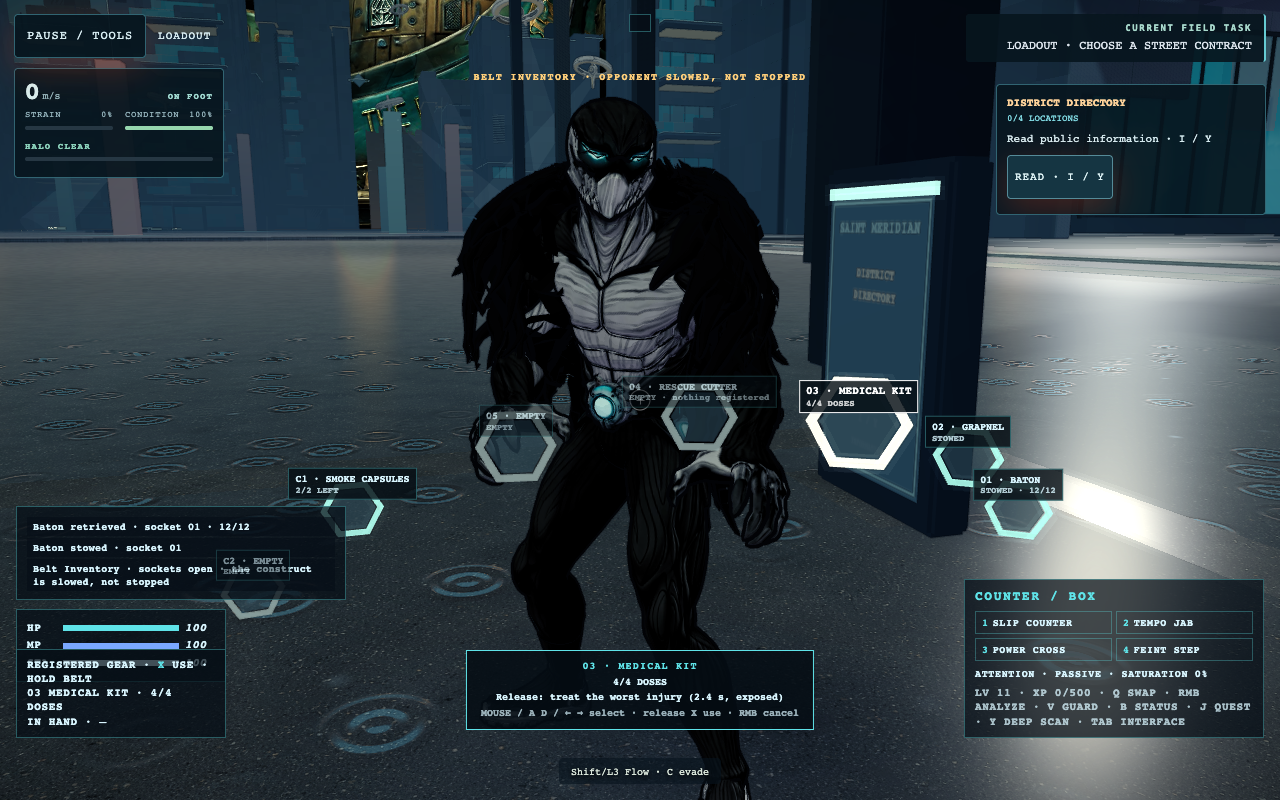 PAUSE / TOOLS
LOADOUT
0 m/s
ON FOOT
STRAIN 0%
CONDITION 100%
HALO CLEAR
BELT INVENTORY · OPPONENT SLOWED, NOT STOPPED
CURRENT FIELD TASK
LOADOUT · CHOOSE A STREET CONTRACT
DISTRICT DIRECTORY
0/4 LOCATIONS
Read public information · I / Y
READ · I / Y
SAINT MERIDIAN
DISTRICT
DIRECTORY
04 · RESCUE CUTTER
EMPTY · nothing registered
03 · MEDICAL KIT
4/4 DOSES
05 · EMPTY
EMPTY
02 · GRAPNEL
STOWED
01 · BATON
STOWED · 12/12
C1 · SMOKE CAPSULES
2/2 LEFT
Baton retrieved · socket 01 · 12/12
Baton stowed · socket 01
C2 · EMPTY
EMPTY
Belt Inventory · sockets open · the construct
is slowed, not stopped
HP 100
MP 100
REGISTERED GEAR · X USE ·
HOLD BELT
03 MEDICAL KIT · 4/4
DOSES
IN HAND · —
03 · MEDICAL KIT
4/4 DOSES
Release: treat the worst injury (2.4 s, exposed)
MOUSE / A D / ← → select · release X use · RMB cancel
Shift/L3 Flow · C evade
COUNTER / BOX
1 SLIP COUNTER
2 TEMPO JAB
3 POWER CROSS
4 FEINT STEP
ATTENTION · PASSIVE · SATURATION 0%
LV 11 · XP 0/500 · Q SWAP · RMB
ANALYZE · V GUARD · B STATUS · J QUEST
· Y DEEP SCAN · TAB INTERFACE